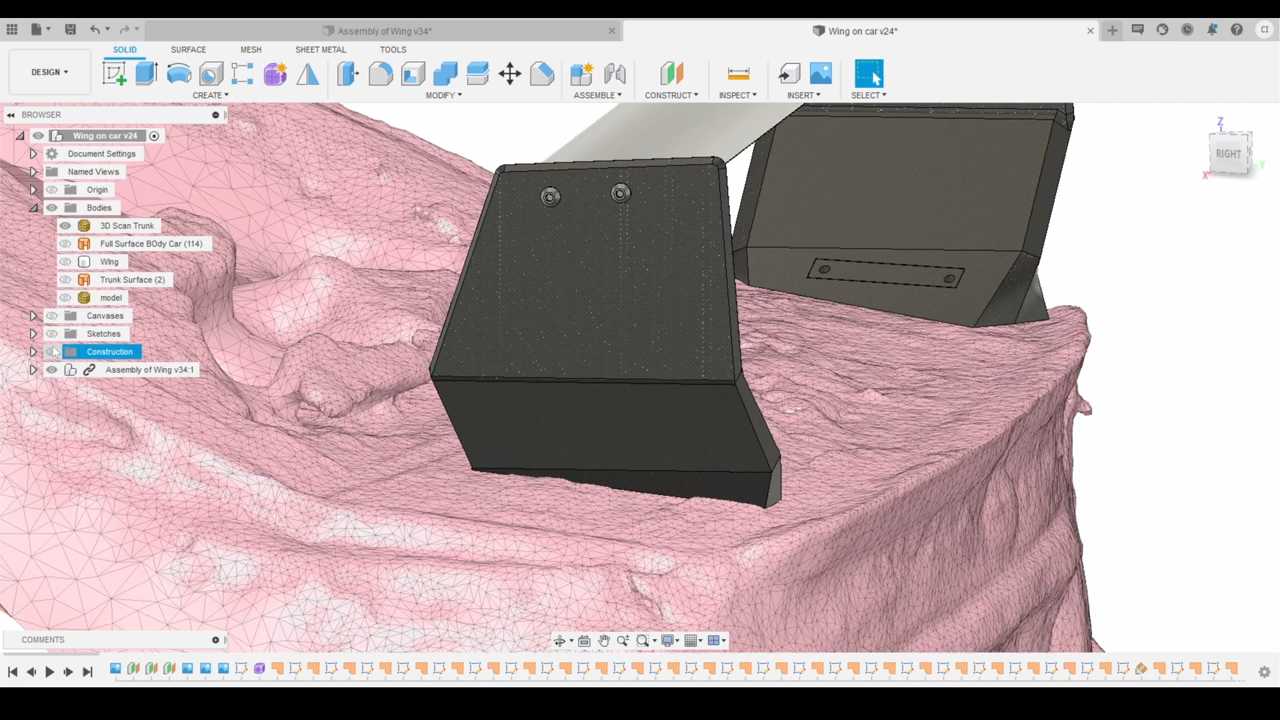 Assembly of Wing v34*
Wing on car v24*
CI
DESIGN
SOLID
SURFACE
MESH
SHEET METAL
TOOLS
CREATE
MODIFY
ASSEMBLE
CONSTRUCT
INSPECT
INSERT
SELECT
BROWSER
Wing on car v24
Document Settings
Named Views
Origin
Bodies
3D Scan Trunk
Full Surface BOdy Car (114)
Wing
Trunk Surface (2)
model
Canvases
Sketches
Construction
Assembly of Wing v34:1
Z
RIGHT
X
Y
COMMENTS